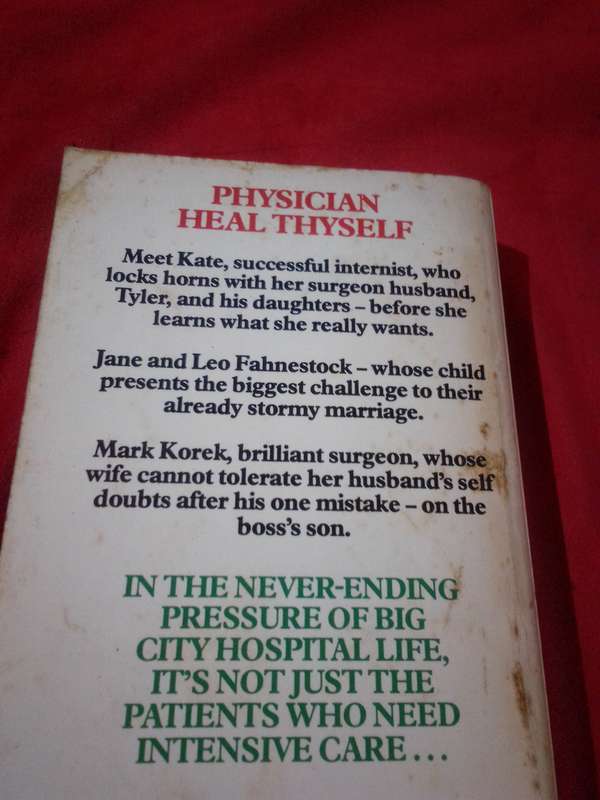 PHYSICIAN
HEAL THYSELF
Meet Kate, successful internist, who
locks horns with her surgeon husband,
Tyler, and his daughters – before she
learns what she really wants.
Jane and Leo Fahnestock – whose child
presents the biggest challenge to their
already stormy marriage.
Mark Korek, brilliant surgeon, whose
wife cannot tolerate her husband's self
doubts after his one mistake – on the
boss's son.
IN THE NEVER-ENDING
PRESSURE OF BIG
CITY HOSPITAL LIFE,
IT'S NOT JUST THE
PATIENTS WHO NEED
INTENSIVE CARE . . .